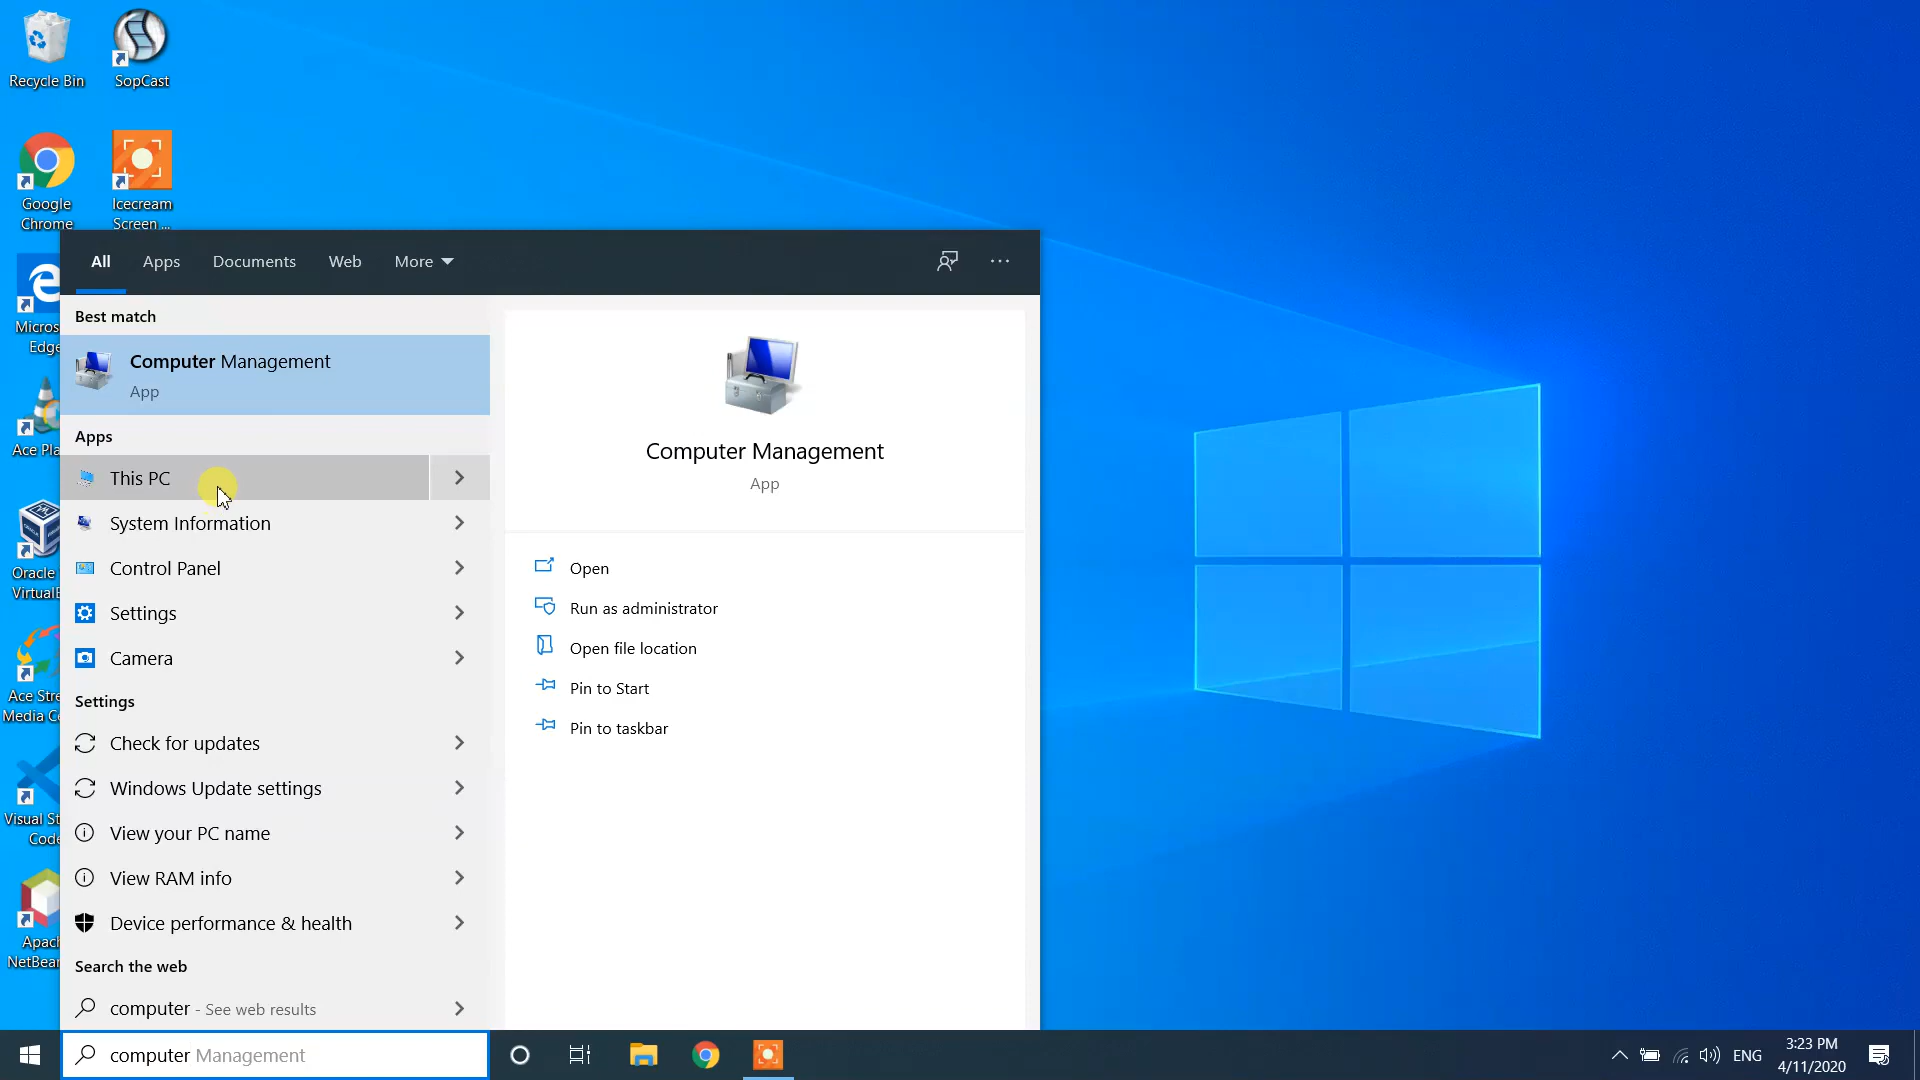 Recycle Bin
SopCast
Google
Chrome
Icecream
Screen ...
Micros
Edge
Ace Pla
Oracle
VirtualB
Ace Stre
Media Ce
Visual St
Code
Apac
NetBean
All
Apps
Documents
Web
More
Best match
Computer Management
App
Apps
This PC
System Information
Control Panel
Settings
Camera
Settings
Check for updates
Windows Update settings
View your PC name
View RAM info
Device performance & health
Search the web
computer - See web results
Computer Management
App
Open
Run as administrator
Open file location
Pin to Start
Pin to taskbar
computer Management
ENG
3:23 PM
4/11/2020